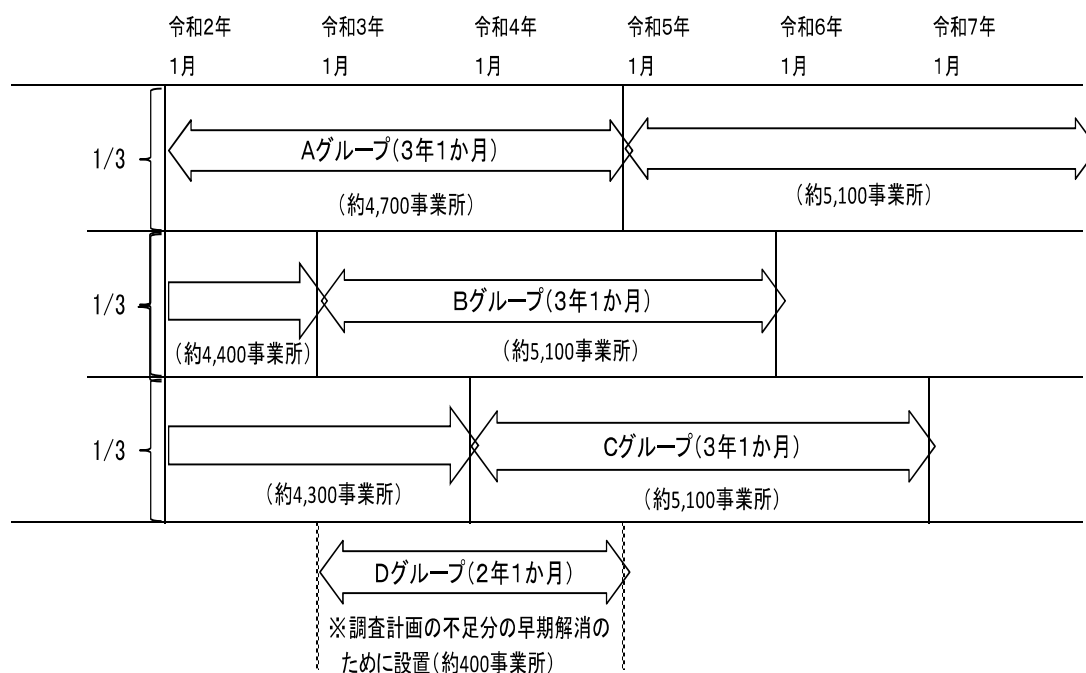 令和2年 令和3年 令和4年 令和5年 令和6年 令和7年
1月 1月 1月 1月 1月 1月
1/3
Aグループ(3年1か月)
(約4,700事業所)
(約5,100事業所)
1/3
Bグループ(3年1か月)
(約4,400事業所)
(約5,100事業所)
1/3
Cグループ(3年1か月)
(約4,300事業所)
(約5,100事業所)
Dグループ(2年1か月)
※調査計画の不足分の早期解消の
ために設置(約400事業所)